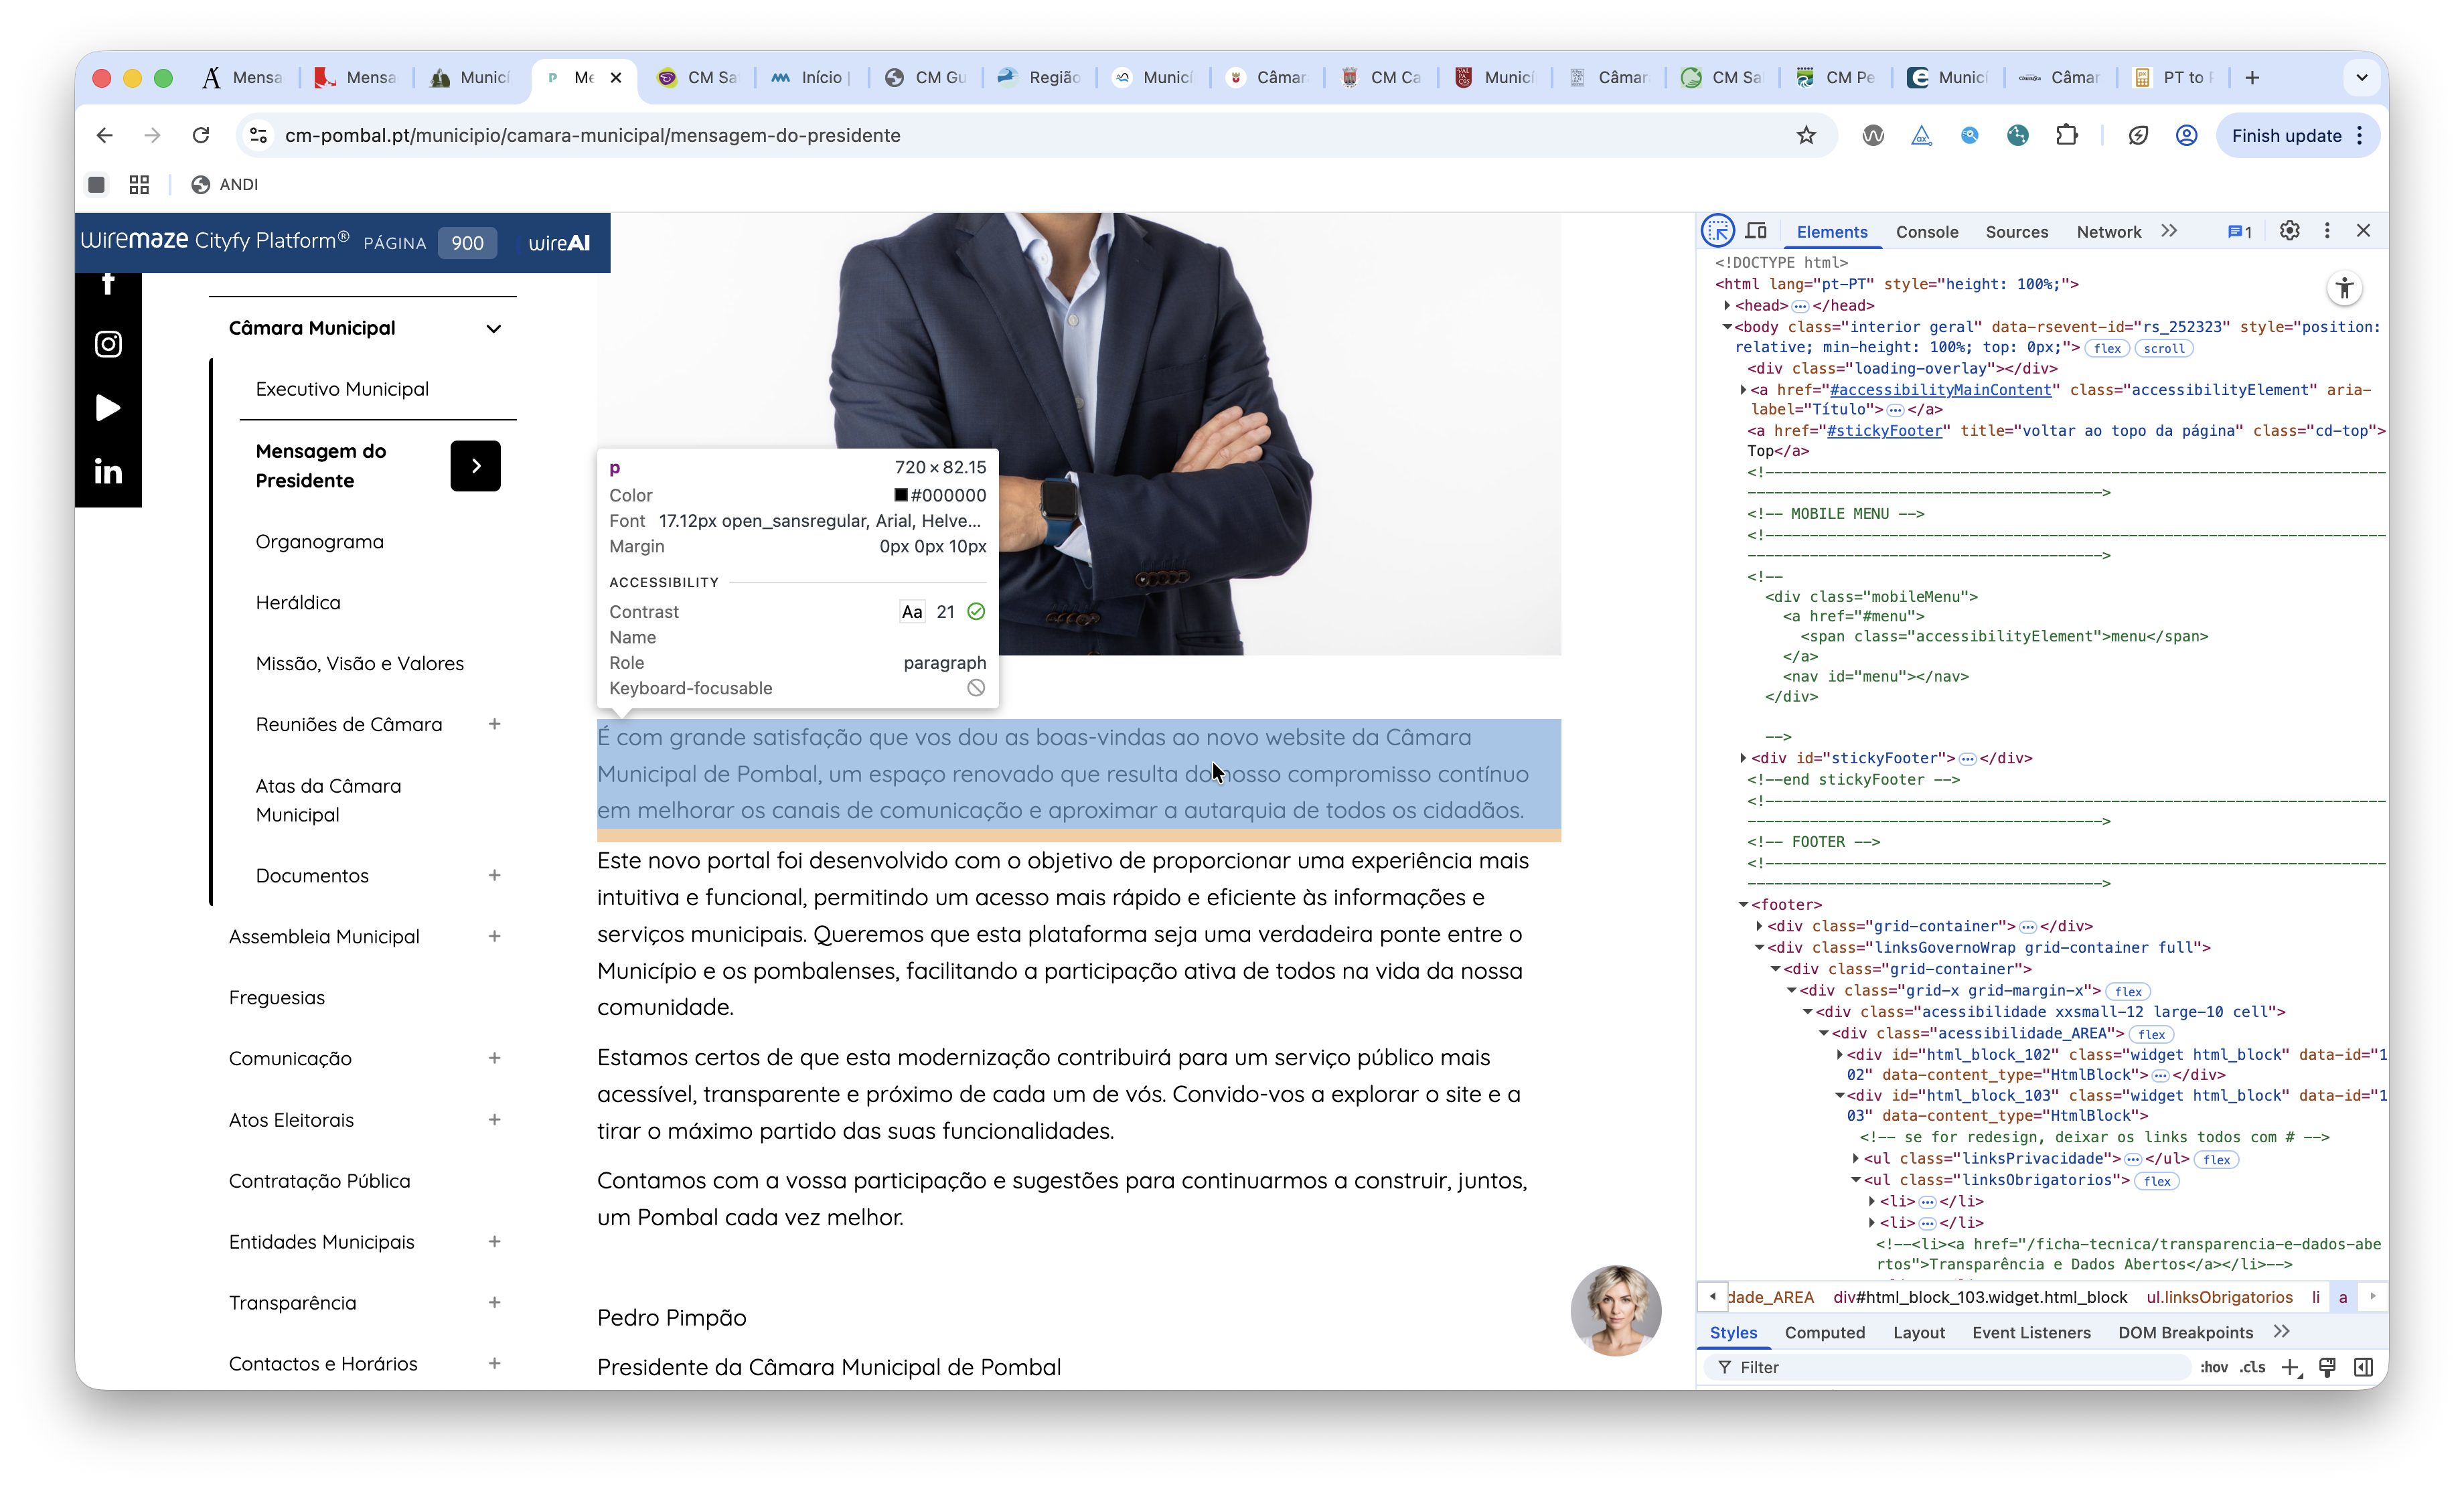 Mensa
Mensa
Municí
Me
CM Sa
Início |
CM Gu
Região
Municí
Câmar
CM Ca
Municí
Câmar
CM Sa
CM Pe
Municí
Câmar
PT to
cm-pombal.pt/municipio/camara-municipal/mensagem-do-presidente
Finish update
ANDI
wiremaze Cityfy Platform® PÁGINA 900 wireAI
Câmara Municipal
Executivo Municipal
Mensagem do
Presidente
Organograma
Heráldica
Missão, Visão e Valores
Reuniões de Câmara +
Atas da Câmara
Municipal
Documentos +
Assembleia Municipal +
Freguesias
Comunicação +
Atos Eleitorais +
Contratação Pública
Entidades Municipais +
Transparência +
Contactos e Horários +
p 720 × 82.15
Color #000000
Font 17.12px open_sansregular, Arial, Helve...
Margin 0px 0px 10px
ACCESSIBILITY
Contrast Aa 21
Name
Role paragraph
Keyboard-focusable
É com grande satisfação que vos dou as boas-vindas ao novo website da Câmara
Municipal de Pombal, um espaço renovado que resulta do nosso compromisso contínuo
em melhorar os canais de comunicação e aproximar a autarquia de todos os cidadãos.
Este novo portal foi desenvolvido com o objetivo de proporcionar uma experiência mais
intuitiva e funcional, permitindo um acesso mais rápido e eficiente às informações e
serviços municipais. Queremos que esta plataforma seja uma verdadeira ponte entre o
Município e os pombalenses, facilitando a participação ativa de todos na vida da nossa
comunidade.
Estamos certos de que esta modernização contribuirá para um serviço público mais
acessível, transparente e próximo de cada um de vós. Convido-vos a explorar o site e a
tirar o máximo partido das suas funcionalidades.
Contamos com a vossa participação e sugestões para continuarmos a construir, juntos,
um Pombal cada vez melhor.
Pedro Pimpão
Presidente da Câmara Municipal de Pombal
Elements Console Sources Network 1
<!DOCTYPE html>
<html lang="pt-PT" style="height: 100%;">
<head> ... </head>
<body class="interior geral" data-rsevent-id="rs_252323" style="position:
relative; min-height: 100%; top: 0px;"> flex scroll
<div class="loading-overlay"></div>
<a href="#accessibilityMainContent" class="accessibilityElement" aria-
label="Título"> ... </a>
<a href="#stickyFooter" title="voltar ao topo da página" class="cd-top">
Top</a>
<!-- MOBILE MENU -->
<!--
<div class="mobileMenu">
<a href="#menu">
<span class="accessibilityElement">menu</span>
</a>
<nav id="menu"></nav>
</div>
-->
<div id="stickyFooter"> ... </div>
<!--end stickyFooter -->
<!-- FOOTER -->
<footer>
<div class="grid-container"> ... </div>
<div class="linksGovernoWrap grid-container full">
<div class="grid-container">
<div class="grid-x grid-margin-x"> flex
<div class="acessibilidade xxsmall-12 large-10 cell">
<div class="acessibilidade_AREA"> flex
<div id="html_block_102" class="widget html_block" data-id="1
02" data-content_type="HtmlBlock"> ... </div>
<div id="html_block_103" class="widget html_block" data-id="1
03" data-content_type="HtmlBlock">
<!-- se for redesign, deixar os links todos com # -->
<ul class="linksPrivacidade"> ... </ul> flex
<ul class="linksObrigatorios"> flex
<li> ... </li>
<li> ... </li>
<!--<li><a href="/ficha-tecnica/transparencia-e-dados-abe
rtos">Transparência e Dados Abertos</a></li>-->
dade_AREA div#html_block_103.widget.html_block ul.linksObrigatorios li a
Styles Computed Layout Event Listeners DOM Breakpoints
Filter :hov .cls